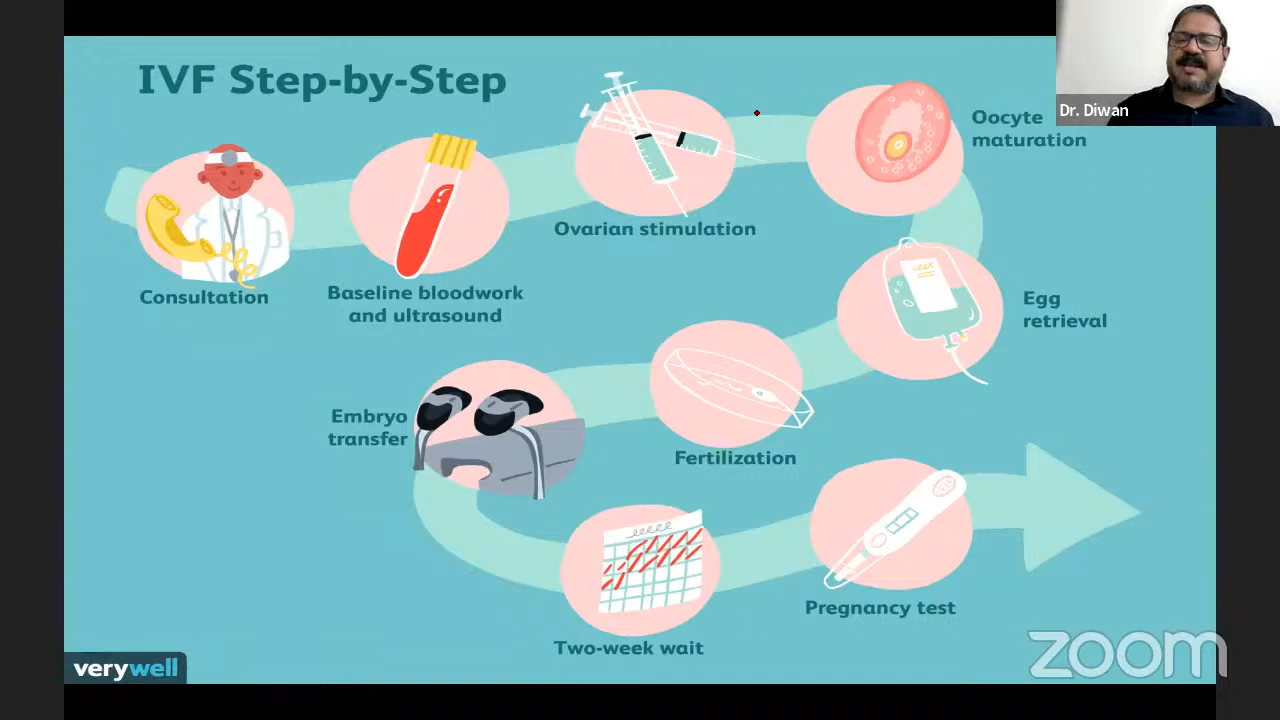 IVF Step-by-Step
Dr. Diwan
Consultation
Baseline bloodwork
and ultrasound
Ovarian stimulation
Oocyte
maturation
Egg
retrieval
Fertilization
Embryo
transfer
Two-week wait
Pregnancy test
verywell
zoom